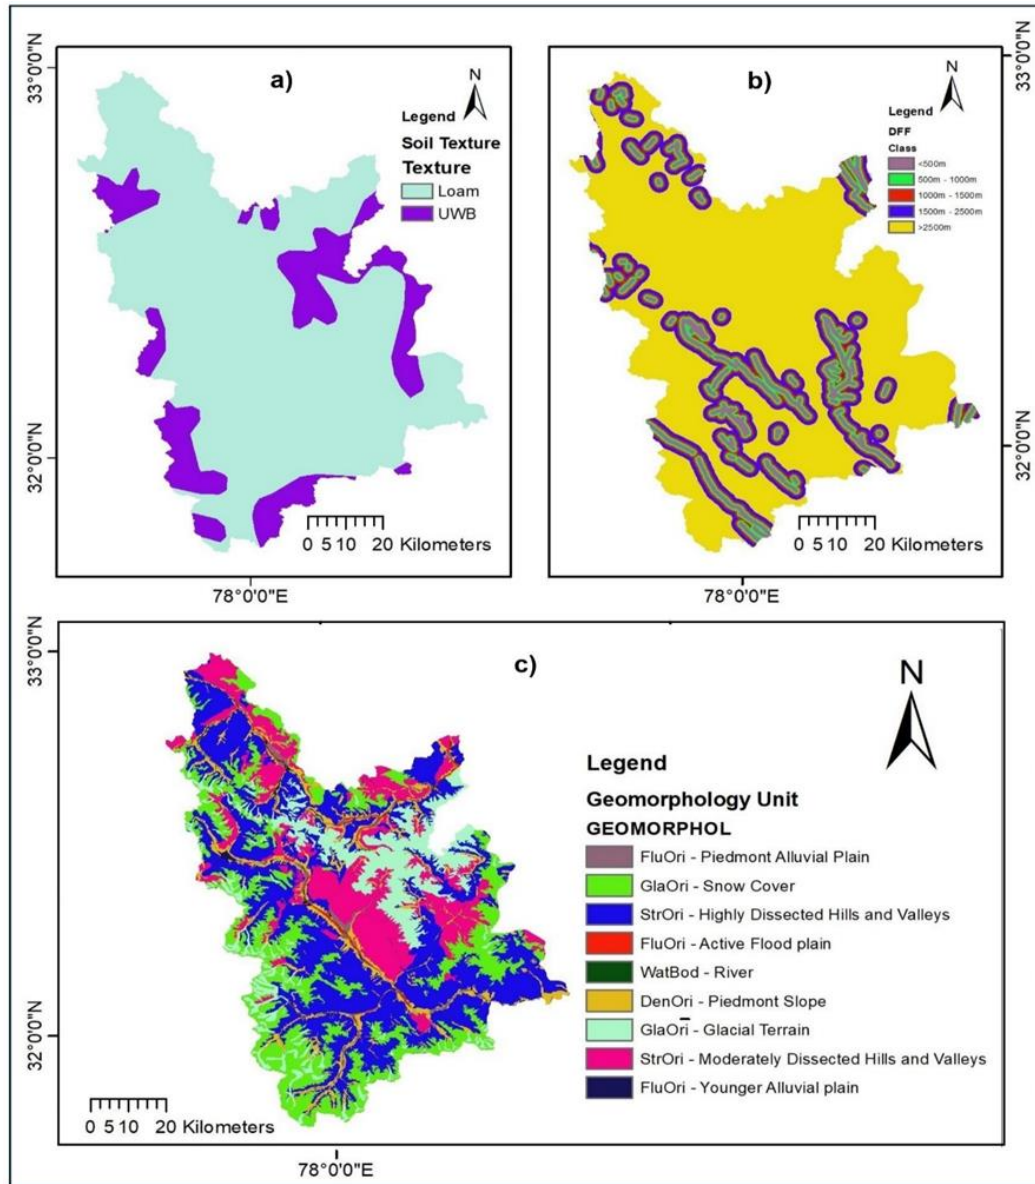 a)
N
Legend
Soil Texture
Texture
Loam
UWB
33°0'0"N
32°0'0"N
0 5 10 20 Kilometers
78°0'0"E
b)
N
Legend
DFF
Class
<500m
500m - 1000m
1000m - 1500m
1500m - 2500m
>2500m
33°0'0"N
32°0'0"N
0 5 10 20 Kilometers
78°0'0"E
c)
N
33°0'0"N
32°0'0"N
Legend
Geomorphology Unit
GEOMORPHOL
FluOri - Piedmont Alluvial Plain
GlaOri - Snow Cover
StrOri - Highly Dissected Hills and Valleys
FluOri - Active Flood plain
WatBod - River
DenOri - Piedmont Slope
GlaOri - Glacial Terrain
StrOri - Moderately Dissected Hills and Valleys
FluOri - Younger Alluvial plain
0 5 10 20 Kilometers
78°0'0"E